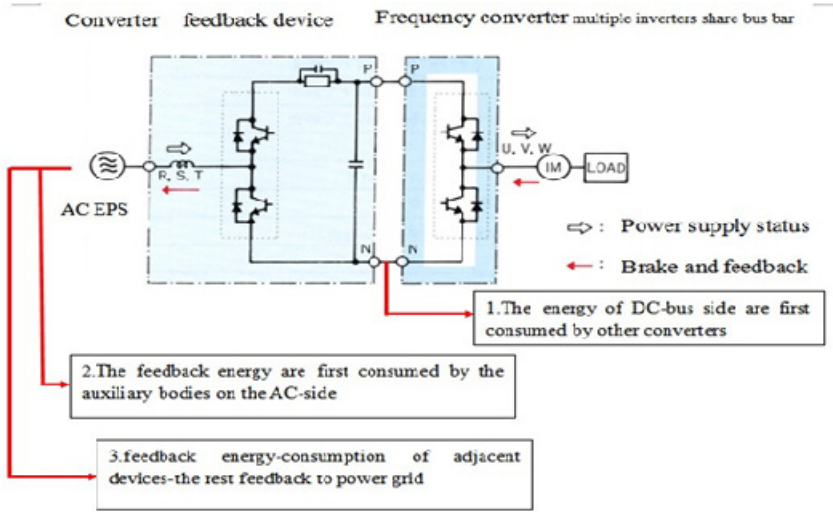 Converter feedback device
Frequency converter multiple inverters share bus bar
P P
R, S, T
U, V, W
IM
LOAD
AC EPS
N N
⇨ : Power supply status
← : Brake and feedback
1.The energy of DC-bus side are first
consumed by other converters
2.The feedback energy are first consumed by the
auxiliary bodies on the AC-side
3.feedback energy-consumption of adjacent
devices-the rest feedback to power grid